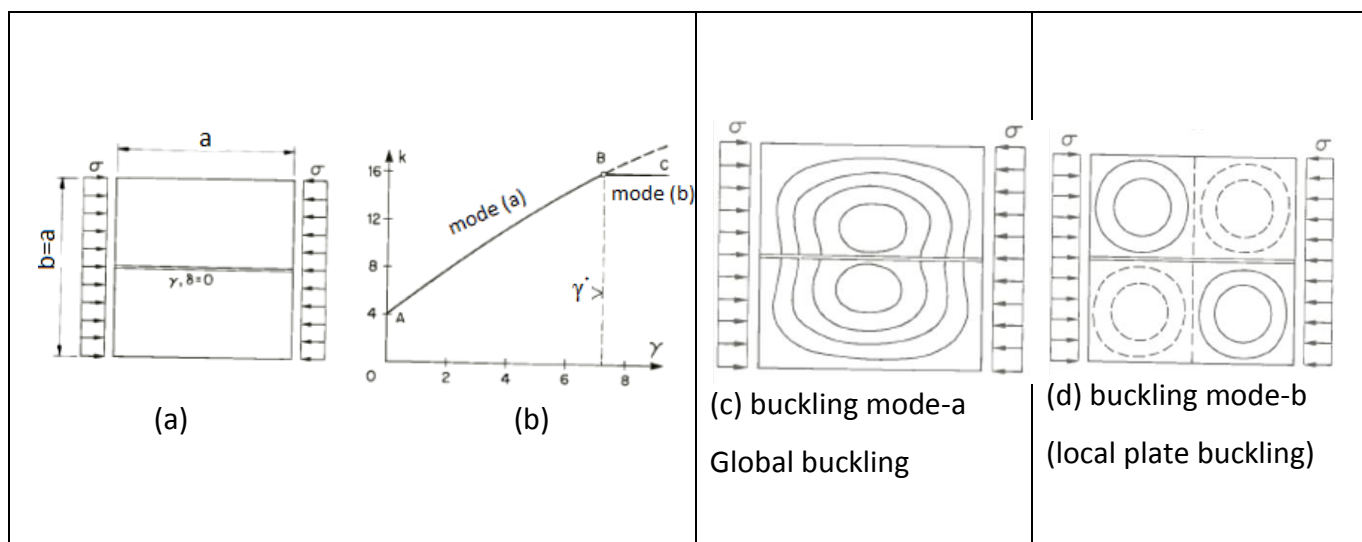 a
σ
σ
b=a
γ, δ=0
(a)
k
16
12
8
4
0
A
mode (a)
B
C
mode (b)
γ*
2
4
6
8
γ
(b)
σ
σ
(c) buckling mode-a
Global buckling
σ
σ
(d) buckling mode-b
(local plate buckling)